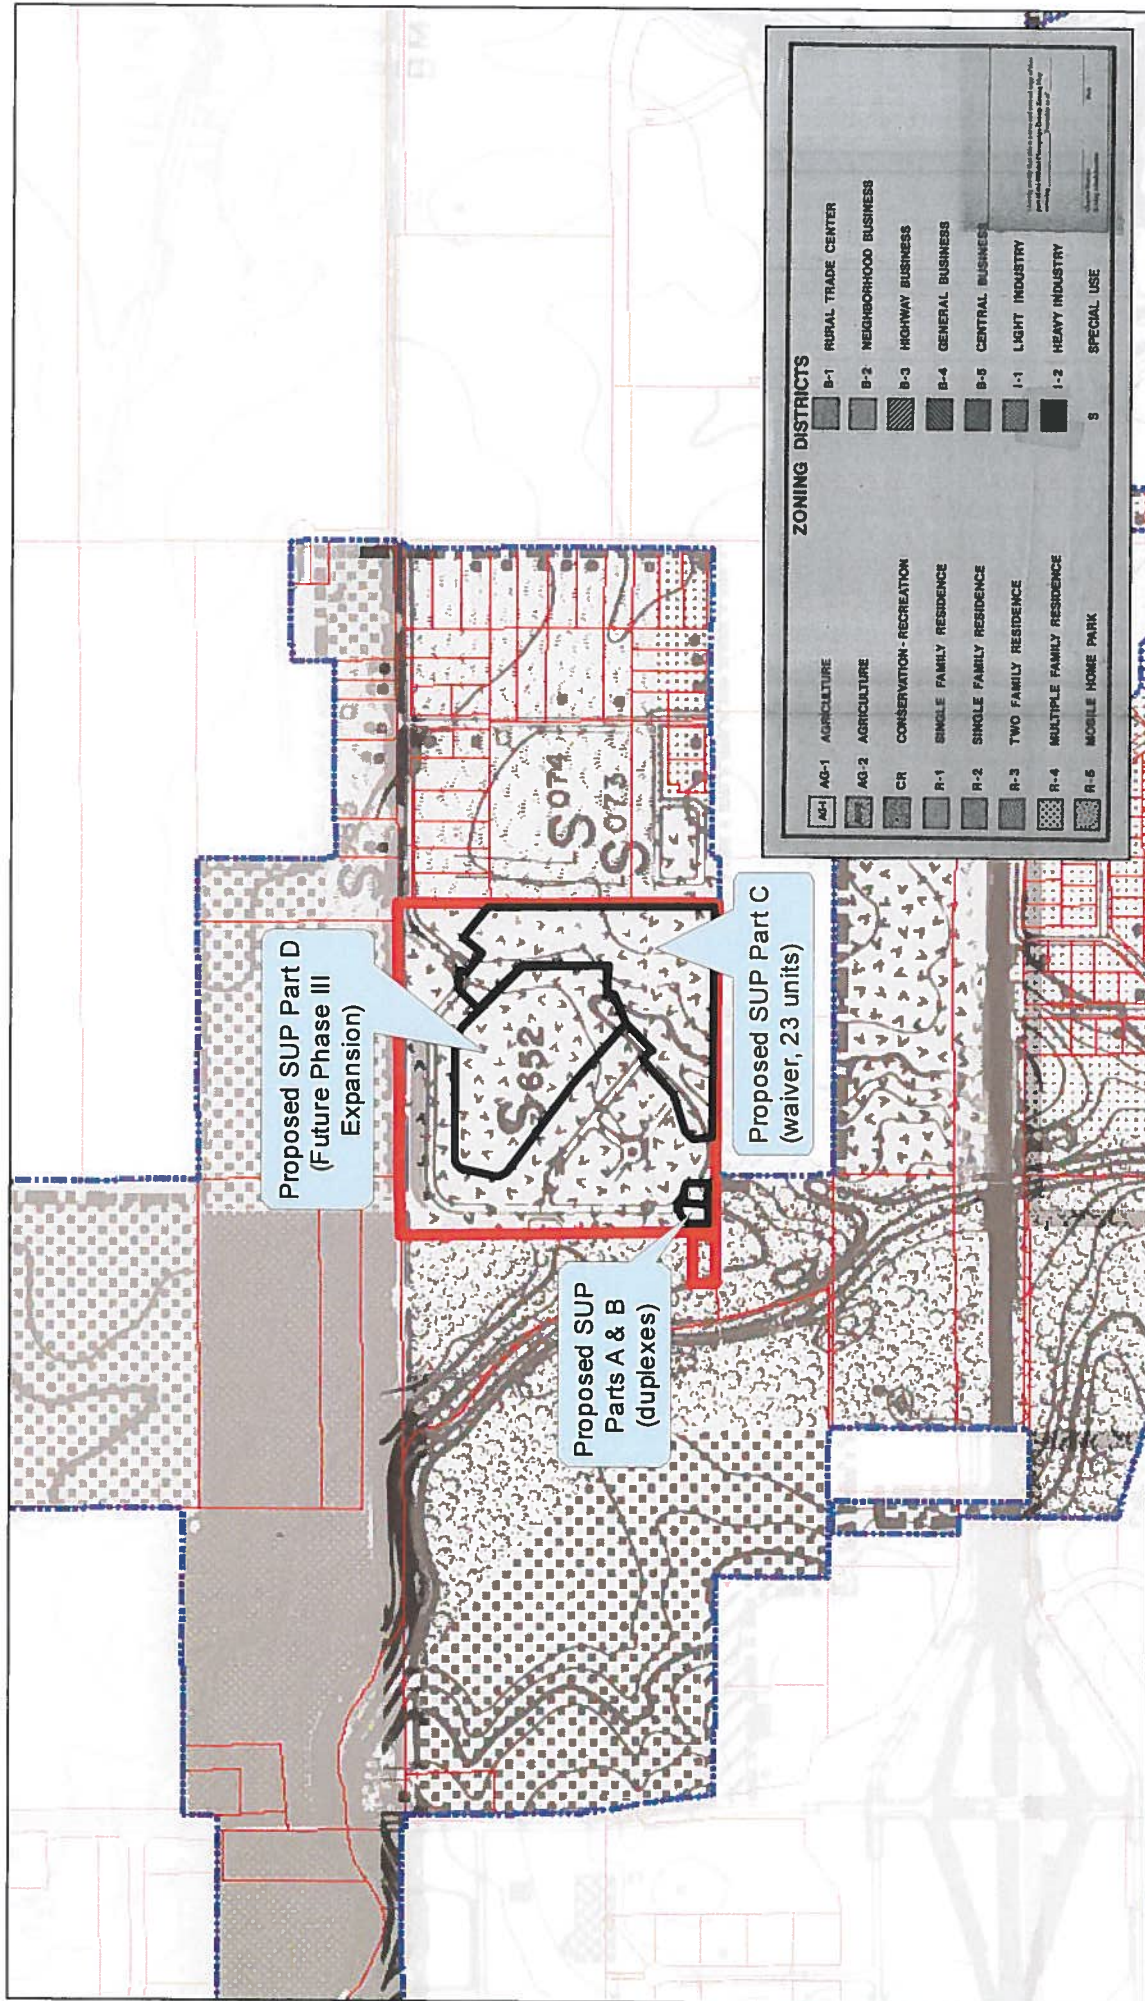 Proposed SUP Part D
(Future Phase III
Expansion)
S 652
S 074
S 073
Proposed SUP
Parts A & B
(duplexes)
Proposed SUP Part C
(waiver, 23 units)
ZONING DISTRICTS
AG-1 AG-1 AGRICULTURE
AG-2 AGRICULTURE
CR CONSERVATION-RECREATION
R-1 SINGLE FAMILY RESIDENCE
R-2 SINGLE FAMILY RESIDENCE
R-3 TWO FAMILY RESIDENCE
R-4 MULTIPLE FAMILY RESIDENCE
R-5 MOBILE HOME PARK
B-1 RURAL TRADE CENTER
B-2 NEIGHBORHOOD BUSINESS
B-3 HIGHWAY BUSINESS
B-4 GENERAL BUSINESS
B-5 CENTRAL BUSINESS
I-1 LIGHT INDUSTRY
I-2 HEAVY INDUSTRY
S SPECIAL USE